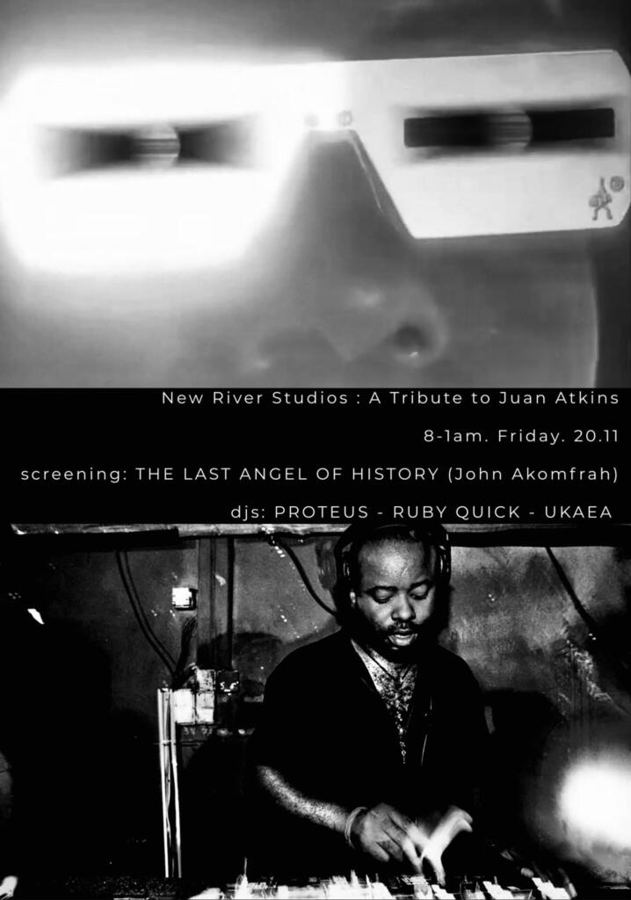 New River Studios : A Tribute to Juan Atkins
8-1am. Friday. 20.11
screening: THE LAST ANGEL OF HISTORY (John Akomfrah)
djs: PROTEUS - RUBY QUICK - UKAEA